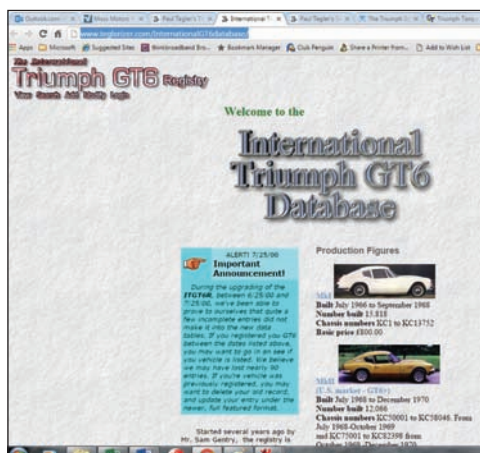 Outlook.com
Moss Motors
Paul Tegler's T
International Tr
Paul Tegler's T
The Triumph G
Triumph
www.teglerizer.com/InternationalGT6database/
Apps Microsoft Suggested Sites Bookmark Manager Club Penguin Share a Printer from... Add to Wish List
The International
Triumph GT6 Registry
View Search Add Modify Login
Welcome to the
International
Triumph GT6
Database
ALERT! 7/25/00
Important
Announcement!
During the upgrading of the
ITGT6R, between 6/25/00 and
7/25/00, we've been able to
prove to ourselves that quite a
few incomplete entries did not
make it into the new data
tables. If you registered you GT6
between the dates listed above,
you may want to go in an see if
you vehicle is listed. We believe
we may have lost nearly 90
entries. If you're vehicle was
previously registered, you may
want to delete your old record,
and update your entry under the
newer, full featured format.
Started several years ago by
Mr. Sam Gentry, the registry is
Production Figures
MkI
Built July 1966 to September 1968
Number built 15,818
Chassis numbers KC1 to KC13752
Basic price £800.00
MkII
(U.S. marker - GT6+)
Built July 1968 to December 1970
Number built 12,066
Chassis numbers KC50001 to KC58046. From
July 1968-October 1969
and KC75001 to KC82398 from
October 1969 -December 1970